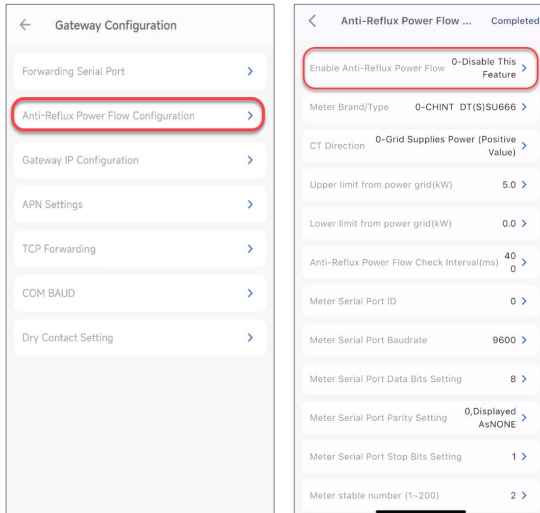 Gateway Configuration
Forwarding Serial Port
Anti-Reflux Power Flow Configuration
Gateway IP Configuration
APN Settings
TCP Forwarding
COM BAUD
Dry Contact Setting
Anti-Reflux Power Flow ... Completed
Enable Anti-Reflux Power Flow 0-Disable This
Feature
Meter Brand/Type 0-CHINT DT(S)SU666
CT Direction 0-Grid Supplies Power (Positive
Value)
Upper limit from power grid(kW) 5.0
Lower limit from power grid(kW) 0.0
Anti-Reflux Power Flow Check Interval(ms) 40
0
Meter Serial Port ID 0
Meter Serial Port Baudrate 9600
Meter Serial Port Data Bits Setting 8
Meter Serial Port Parity Setting 0,Displayed
AsNONE
Meter Serial Port Stop Bits Setting 1
Meter stable number (1~200) 2